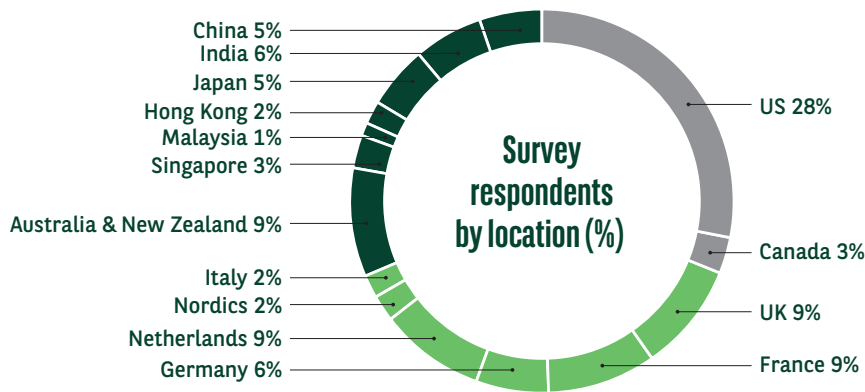 China 5%
India 6%
Japan 5%
Hong Kong 2%
Malaysia 1%
Singapore 3%
Australia & New Zealand 9%
Italy 2%
Nordics 2%
Netherlands 9%
Germany 6%
Survey
respondents
by location (%)
US 28%
Canada 3%
UK 9%
France 9%